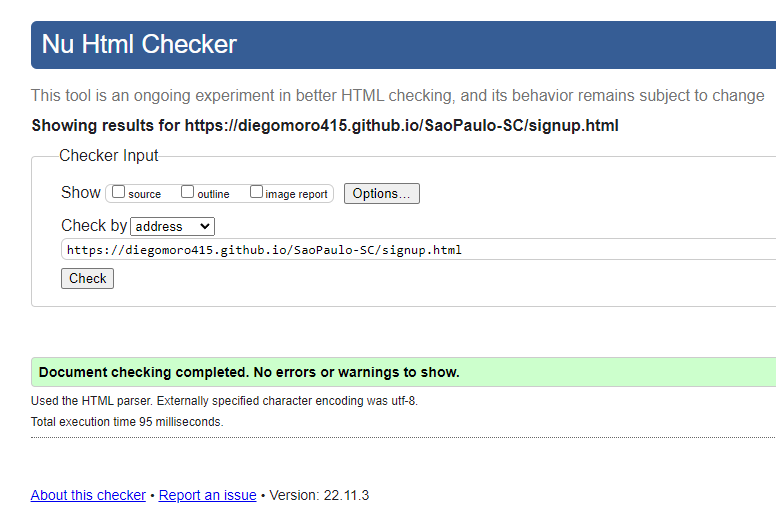 Nu Html Checker
This tool is an ongoing experiment in better HTML checking, and its behavior remains subject to change
Showing results for https://diegomoro415.github.io/SaoPaulo-SC/signup.html
Checker Input
Show source outline image report Options...
Check by address
https://diegomoro415.github.io/SaoPaulo-SC/signup.html
Check
Document checking completed. No errors or warnings to show.
Used the HTML parser. Externally specified character encoding was utf-8.
Total execution time 95 milliseconds.
About this checker • Report an issue • Version: 22.11.3